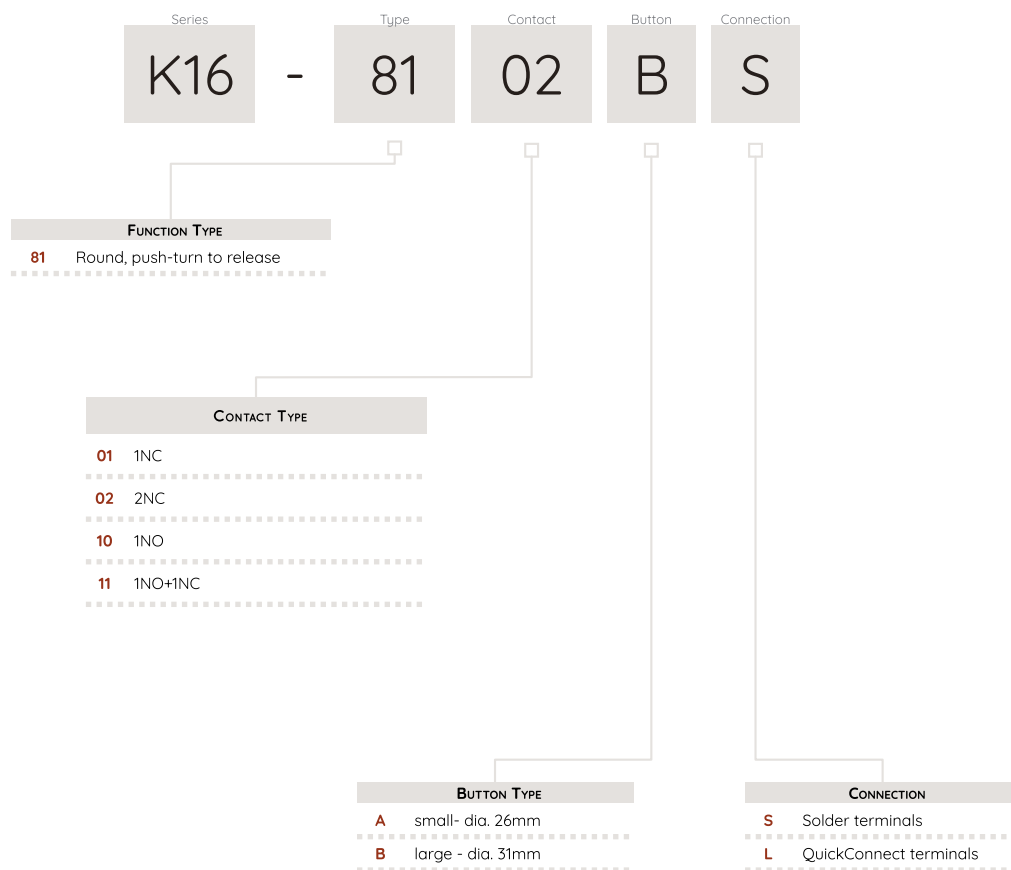 Series Type Contact Button Connection
K16 - 81 02 B S
Function Type
81 Round, push-turn to release
Contact Type
01 1NC
02 2NC
10 1NO
11 1NO+1NC
Button Type
A small- dia. 26mm
B large - dia. 31mm
Connection
S Solder terminals
L QuickConnect terminals